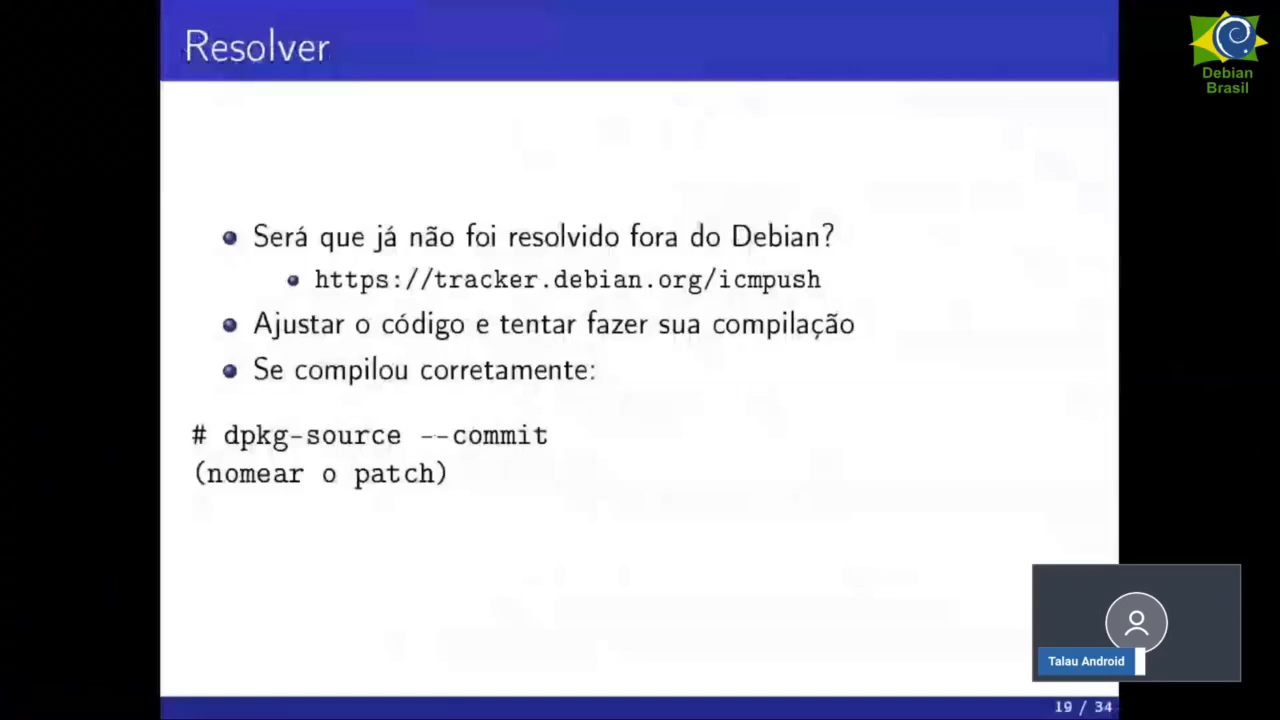 Resolver
Debian
Brasil
Será que já não foi resolvido fora do Debian?
https://tracker.debian.org/icmpush
Ajustar o código e tentar fazer sua compilação
Se compilou corretamente:
# dpkg-source --commit
(nomear o patch)
Talau Android
19 / 34